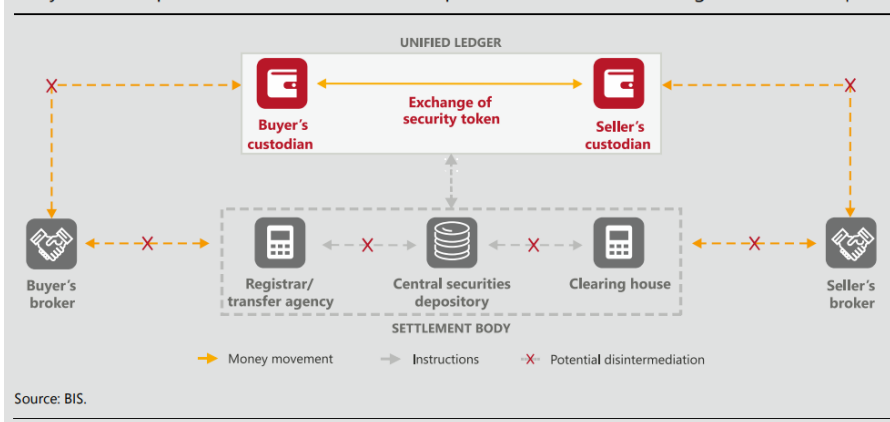 UNIFIED LEDGER
Exchange of
security token
Buyer's
custodian
Seller's
custodian
Buyer's
broker
Registrar/
transfer agency
Central securities
depository
Clearing house
Seller's
broker
SETTLEMENT BODY
Money movement
Instructions
Potential disintermediation
Source: BIS.